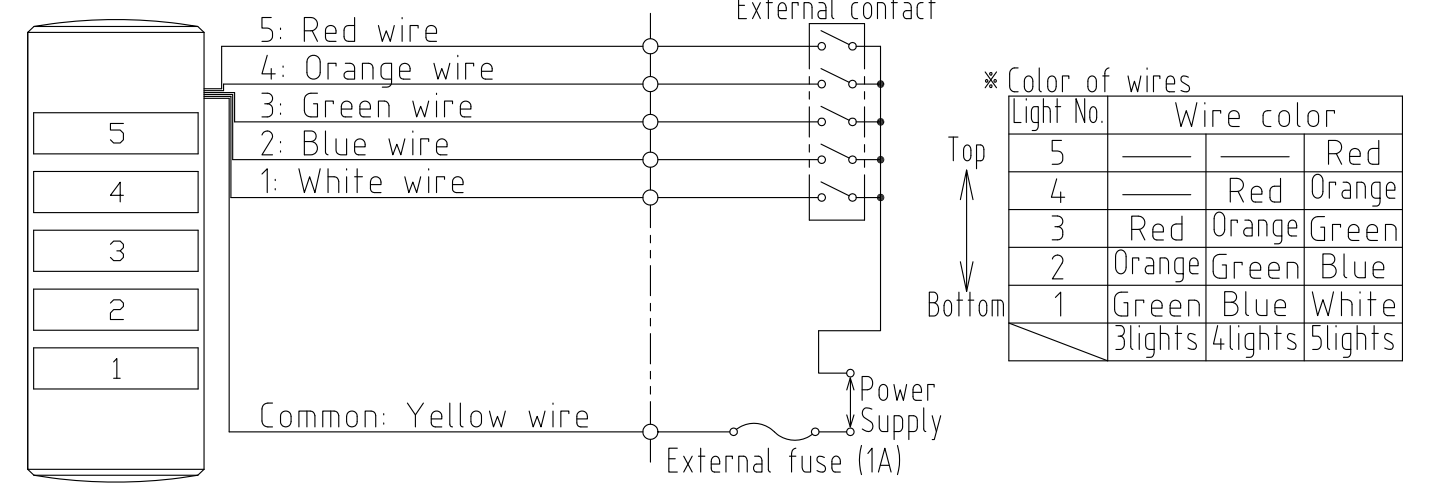 External contact
5: Red wire
4: Orange wire
3: Green wire
2: Blue wire
1: White wire
5
4
3
2
1
Common: Yellow wire
External fuse (1A)
Power
Supply
※ Color of wires
Light No. Wire color
Top
5 Red
4 Red Orange
3 Red Orange Green
2 Orange Green Blue
Bottom
1 Green Blue White
3lights 4lights 5lights